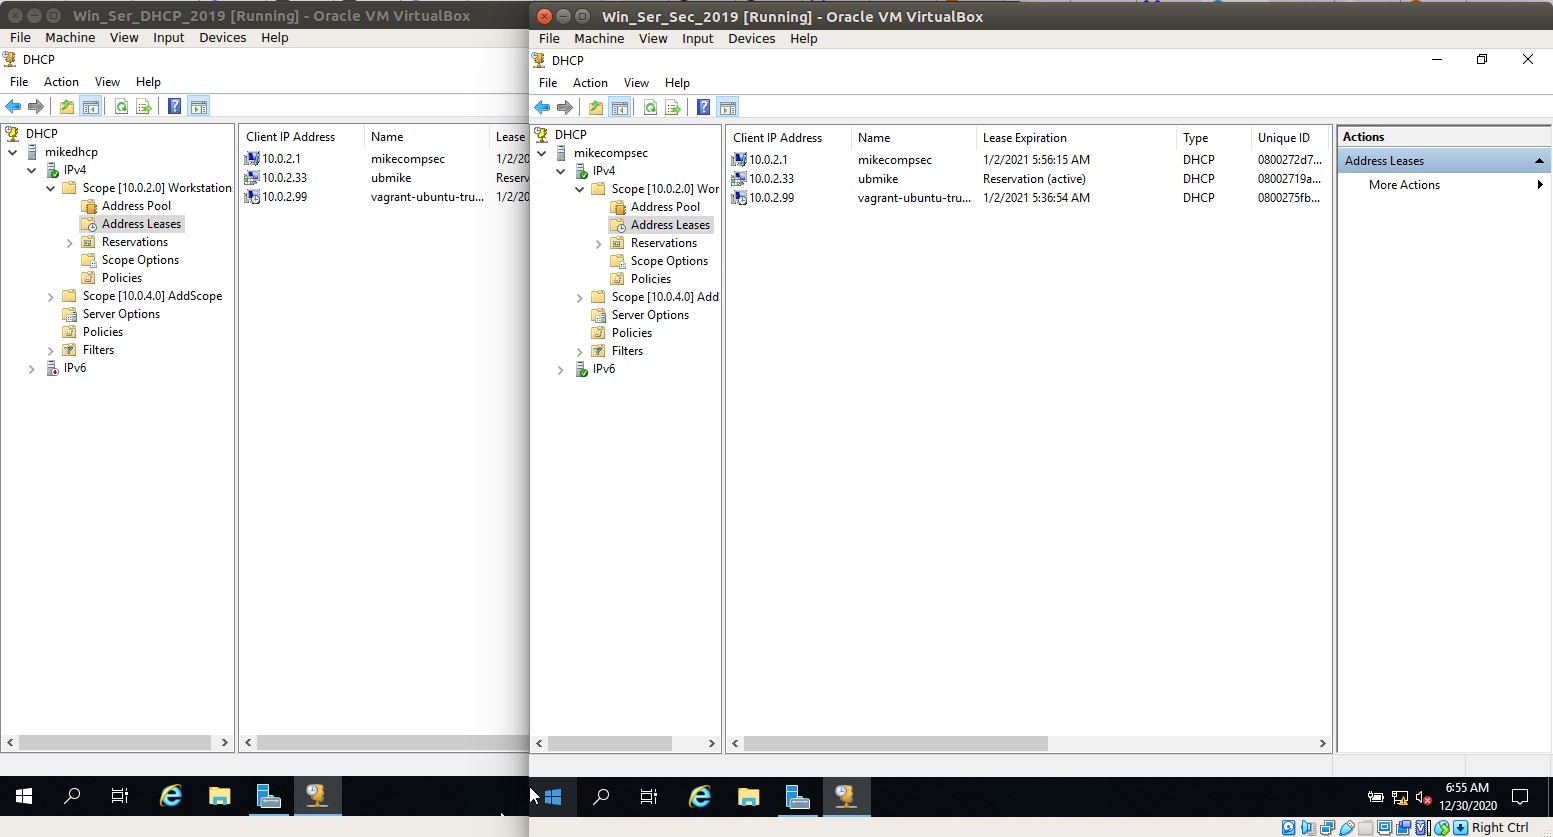 Win_Ser_DHCP_2019 [Running] - Oracle VM VirtualBox
File Machine View Input Devices Help
DHCP
File Action View Help
DHCP
mikedhcp
IPv4
Scope [10.0.2.0] Workstation
Address Pool
Address Leases
Reservations
Scope Options
Policies
Scope [10.0.4.0] AddScope
Server Options
Policies
Filters
IPv6
Client IP Address Name Lease
10.0.2.1 mikecompsec 1/2/20
10.0.2.33 ubmike Reserv
10.0.2.99 vagrant-ubuntu-tru... 1/2/20
Win_Ser_Sec_2019 [Running] - Oracle VM VirtualBox
File Machine View Input Devices Help
DHCP
File Action View Help
DHCP
mikecompsec
IPv4
Scope [10.0.2.0] Wor
Address Pool
Address Leases
Reservations
Scope Options
Policies
Scope [10.0.4.0] Add
Server Options
Policies
Filters
IPv6
Client IP Address Name Lease Expiration Type Unique ID
10.0.2.1 mikecompsec 1/2/2021 5:56:15 AM DHCP 0800272d7...
10.0.2.33 ubmike Reservation (active) DHCP 08002719a...
10.0.2.99 vagrant-ubuntu-tru... 1/2/2021 5:36:54 AM DHCP 0800275fb...
Actions
Address Leases
More Actions
6:55 AM
12/30/2020
Right Ctrl